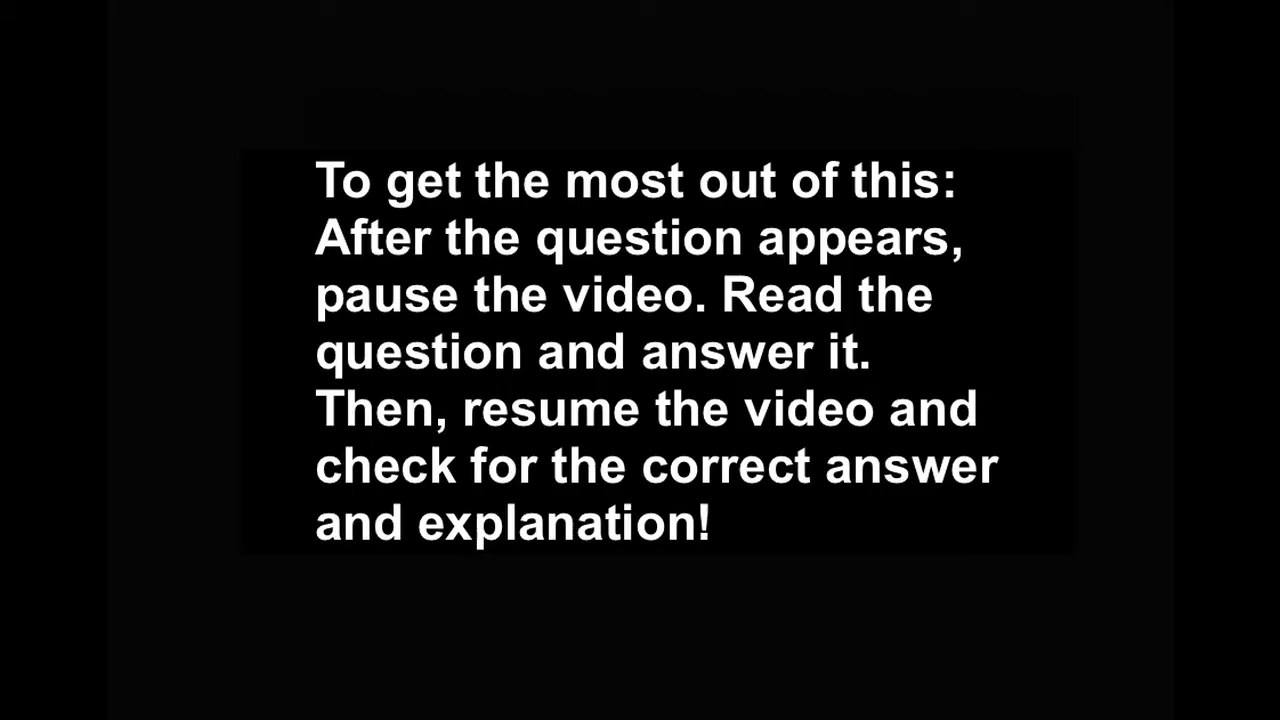 To get the most out of this:
After the question appears,
pause the video. Read the
question and answer it.
Then, resume the video and
check for the correct answer
and explanation!